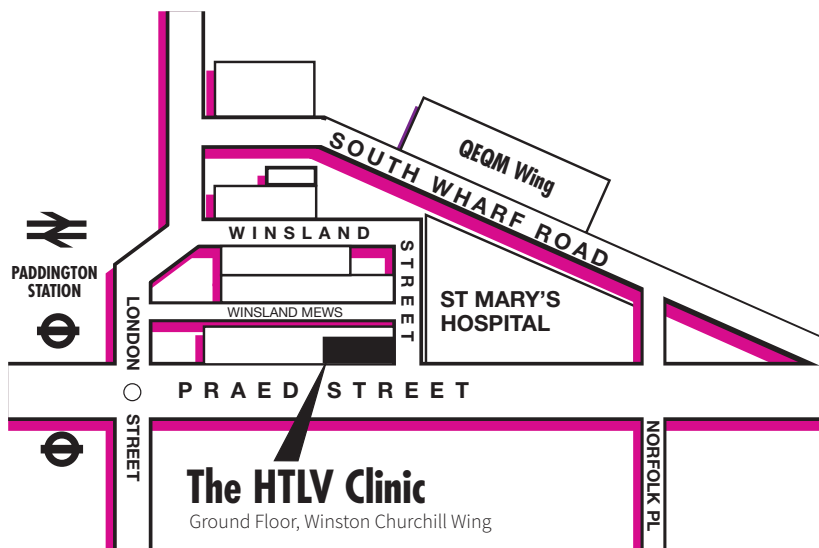 QEQM Wing
SOUTH WHARF ROAD
WINSLAND
STREET
PADDINGTON
STATION
ST MARY'S
HOSPITAL
WINSLAND MEWS
LONDON
STREET
PRAED STREET
NORFOLK PL
The HTLV Clinic
Ground Floor, Winston Churchill Wing